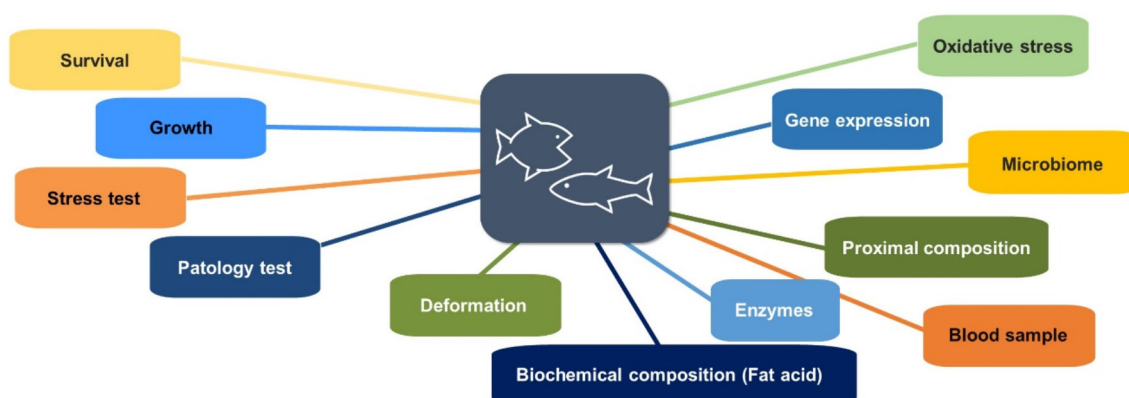 Survival
Oxidative stress
Growth
Gene expression
Microbiome
Stress test
Patology test
Proximal composition
Deformation
Enzymes
Blood sample
Biochemical composition (Fat acid)